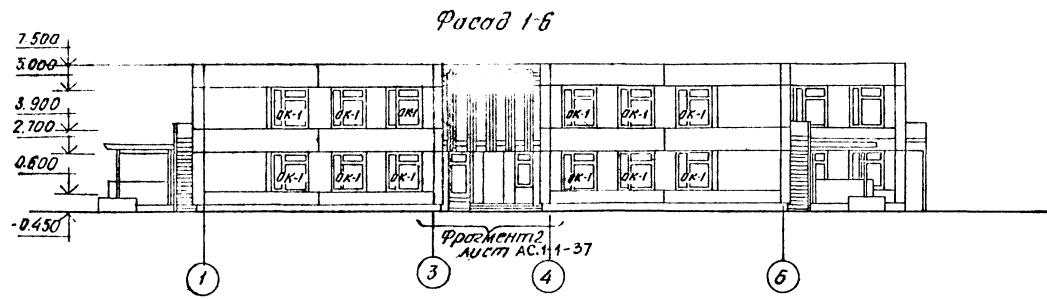 Фасад 1-6
7.500
5.000
3.900
2.700
0.600
-0.450
ОК-1 ОК-1 ОК1 ОК-1 ОК-1 ОК-1
ОК-1 ОК-1 ОК-1 ОК-1 ОК-1 ОК-1
Фрагмент 2
лист АС.1-1-37
1 3 4 6